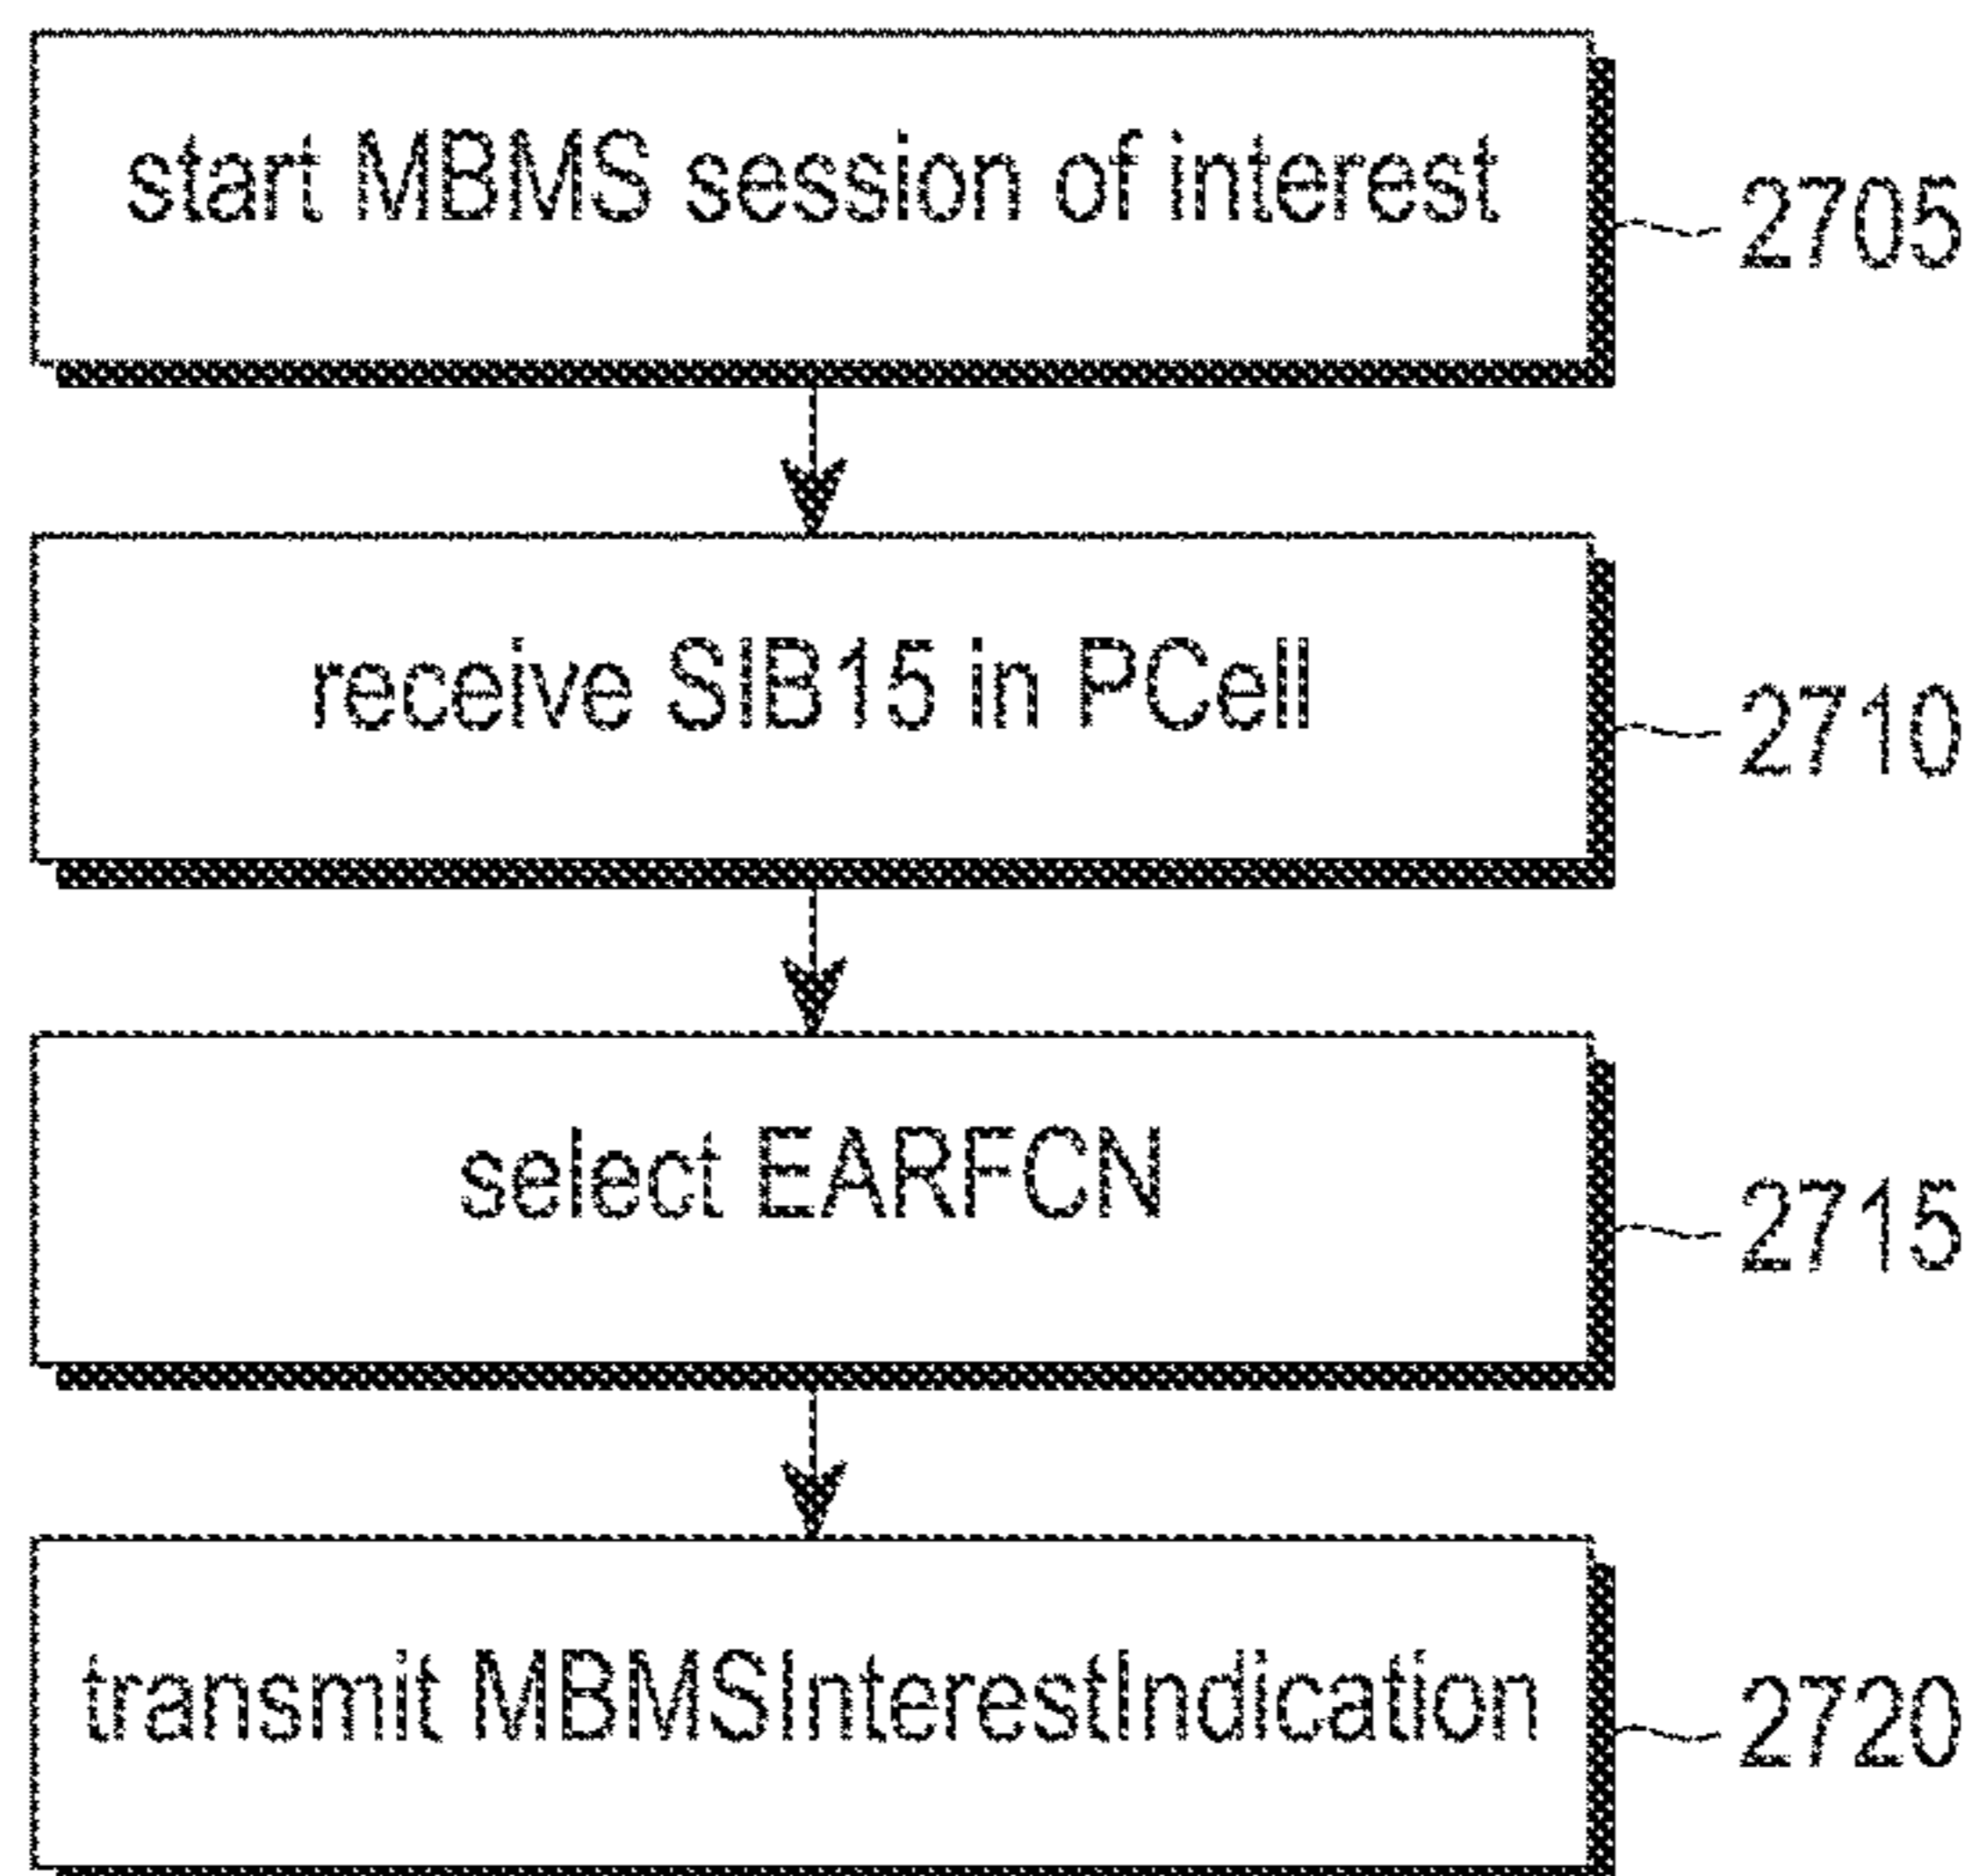 start MBMS session of interest
2705
receive SIB15 in PCell
2710
select EARFCN
2715
transmit MBMSInterestIndication
2720